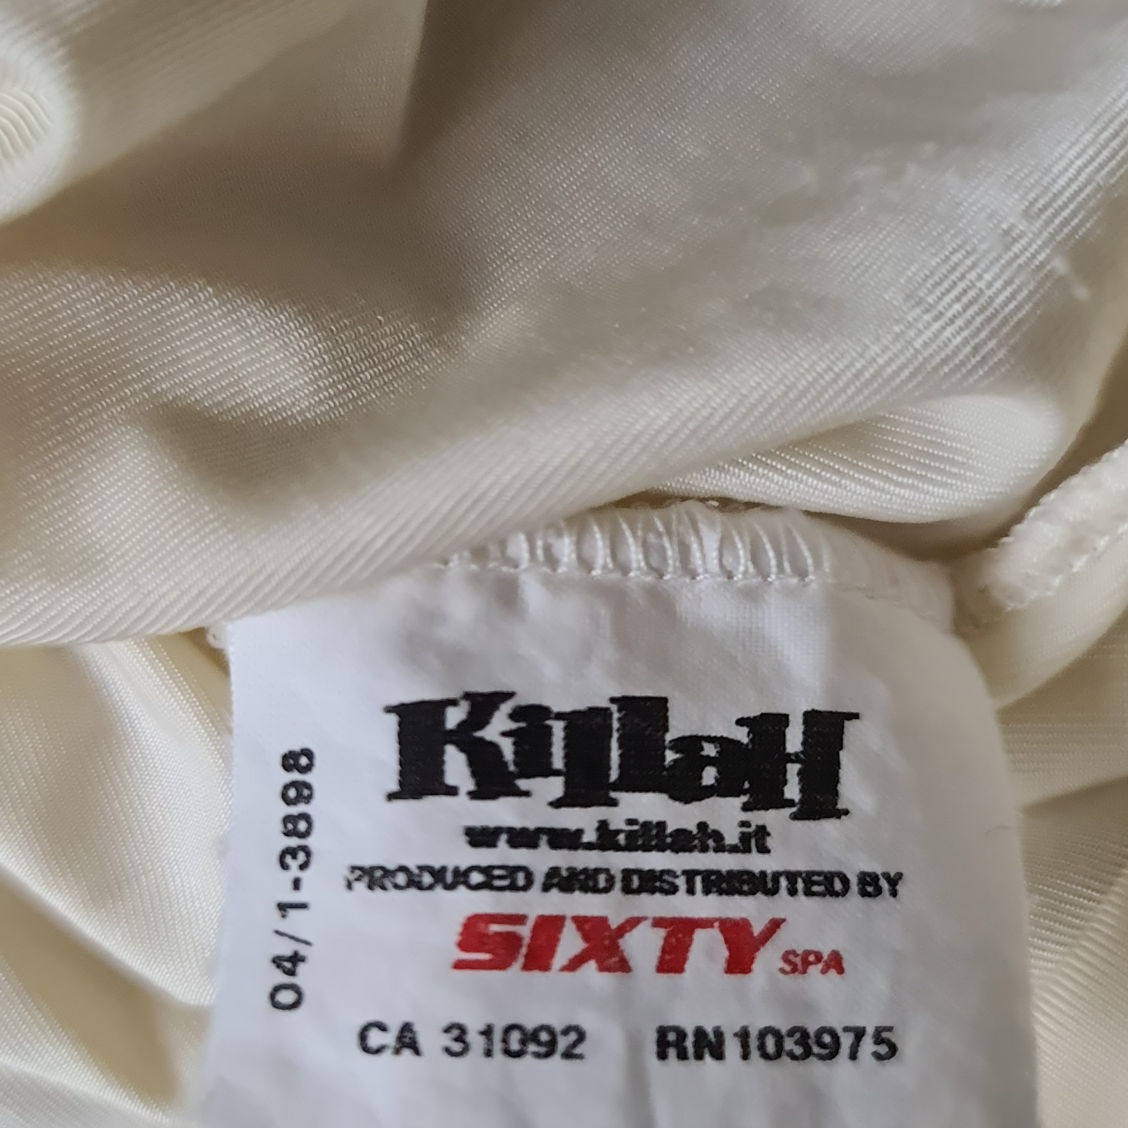 KillaH
www.killah.it
PRODUCED AND DISTRIBUTED BY
SIXTY SPA
CA 31092 RN103975
04/1-3898